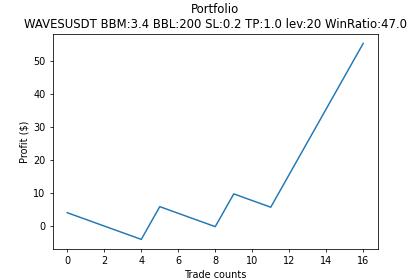 Portfolio
WAVESUSDT BBM:3.4 BBL:200 SL:0.2 TP:1.0 lev:20 WinRatio:47.0
50
40
30
20
10
0
Profit ($)
0 2 4 6 8 10 12 14 16
Trade counts